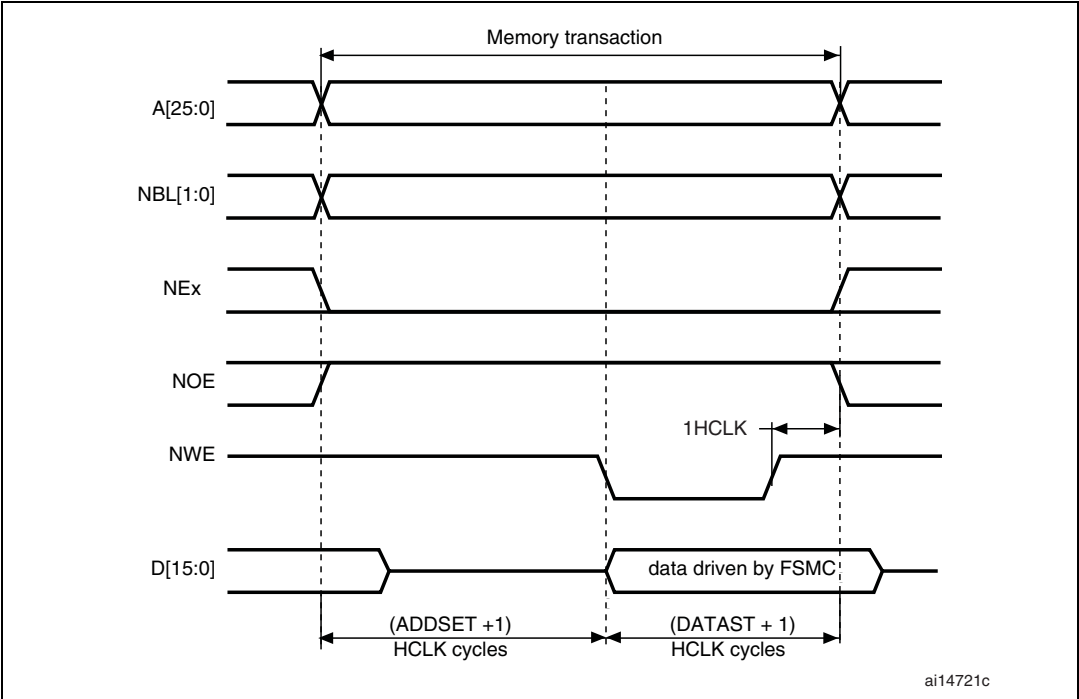 Memory transaction
A[25:0]
NBL[1:0]
NEx
NOE
1HCLK
NWE
D[15:0]
data driven by FSMC
(ADDSET +1)
HCLK cycles
(DATAST + 1)
HCLK cycles
ai14721c